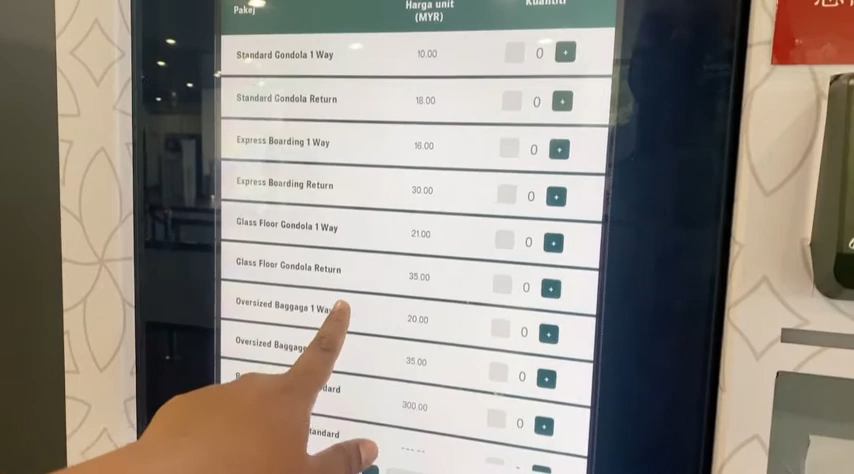 Pakej Harga unit (MYR) Kuantiti
Standard Gondola 1 Way 10.00 0 +
Standard Gondola Return 18.00 0 +
Express Boarding 1 Way 16.00 0 +
Express Boarding Return 30.00 0 +
Glass Floor Gondola 1 Way 21.00 0 +
Glass Floor Gondola Return 35.00 0 +
Oversized Baggage 1 Way 20.00 0 +
Oversized Baggage 35.00 0 +
dard 300.00 0 +
tandard